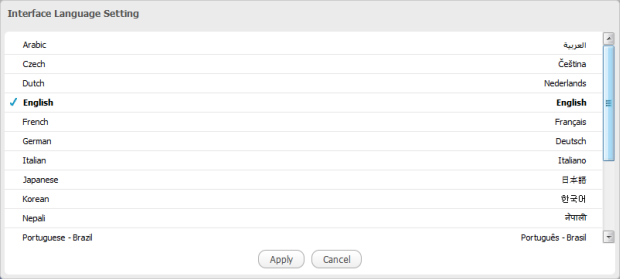 Interface Language Setting
Arabic العربية
Czech Čeština
Dutch Nederlands
English English
French Français
German Deutsch
Italian Italiano
Japanese 日本語
Korean 한국어
Nepali नेपाली
Portuguese - Brazil Português - Brasil
Apply Cancel